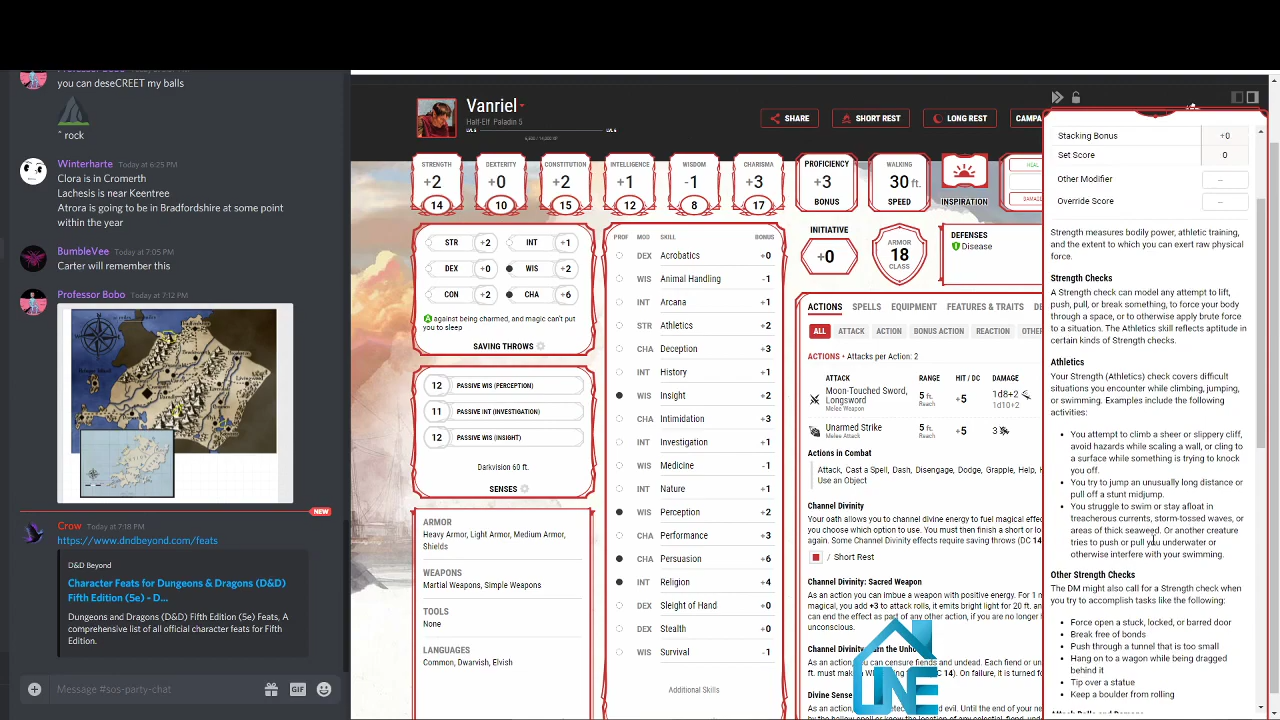 you can deseCREET my balls
^ rock
Winterharte Today at 6:25 PM
Clora is in Cromerth
Lachesis is near Keentree
Atrora is going to be in Bradfordshire at some point
within the year
BumbleVee Today at 7:05 PM
Carter will remember this
Professor Bobo Today at 7:12 PM
NEW
Crow Today at 7:18 PM
https://www.dndbeyond.com/feats
D&D Beyond
Character Feats for Dungeons & Dragons (D&D)
Fifth Edition (5e) - D...
Dungeons and Dragons (D&D) Fifth Edition (5e) Feats, A
comprehensive list of all official character feats for Fifth
Edition.
Message #sos-party-chat
GIF
Vanriel
Half-Elf Paladin 5
SHARE
SHORT REST
LONG REST
CAMPA
STRENGTH
+2
14
DEXTERITY
+0
10
CONSTITUTION
+2
15
INTELLIGENCE
+1
12
WISDOM
-1
8
CHARISMA
+3
17
PROFICIENCY
+3
BONUS
WALKING
30 ft.
SPEED
INSPIRATION
HEAL
DAMAGE
STR +2
INT +1
DEX +0
WIS +2
CON +2
CHA +6
against being charmed, and magic can't put
you to sleep
SAVING THROWS
12 PASSIVE WIS (PERCEPTION)
11 PASSIVE INT (INVESTIGATION)
12 PASSIVE WIS (INSIGHT)
Darkvision 60 ft.
SENSES
ARMOR
Heavy Armor, Light Armor, Medium Armor,
Shields
WEAPONS
Martial Weapons, Simple Weapons
TOOLS
None
LANGUAGES
Common, Dwarvish, Elvish
PROF MOD SKILL BONUS
DEX Acrobatics +0
WIS Animal Handling -1
INT Arcana +1
STR Athletics +2
CHA Deception +3
INT History +1
WIS Insight +2
CHA Intimidation +3
INT Investigation +1
WIS Medicine -1
INT Nature +1
WIS Perception +2
CHA Performance +3
CHA Persuasion +6
INT Religion +4
DEX Sleight of Hand +0
DEX Stealth +0
WIS Survival -1
Additional Skills
INITIATIVE
+0
ARMOR
18
CLASS
DEFENSES
Disease
ACTIONS SPELLS EQUIPMENT FEATURES & TRAITS DE
ALL ATTACK ACTION BONUS ACTION REACTION OTHE
ACTIONS • Attacks per Action: 2
ATTACK RANGE HIT / DC DAMAGE
Moon-Touched Sword,
Longsword
Melee Weapon
5 ft.
Reach
+5
1d8+2
1d10+2
Unarmed Strike
Melee Attack
5 ft.
Reach
+5
3
Actions in Combat
Attack, Cast a Spell, Dash, Disengage, Dodge, Grapple, Help, H
Use an Object
Channel Divinity
Your oath allows you to channel divine energy to fuel magical effec
you choose which option to use. You must then finish a short or lon
again. Some Channel Divinity effects require saving throws (DC 14
/ Short Rest
Channel Divinity: Sacred Weapon
As an action, you can imbue a weapon with positive energy. For 1 m
magical, you add +3 to attack rolls, it emits bright light for 20 ft. an
can end the effect as part of any other action, if you are no longer h
unconscious.
Divine Sense
Stacking Bonus +0
Set Score 0
Other Modifier --
Override Score --
Strength measures bodily power, athletic training,
and the extent to which you can exert raw physical
force.
Strength Checks
A Strength check can model any attempt to lift,
push, pull, or break something, to force your body
through a space, or to otherwise apply brute force
to a situation. The Athletics skill reflects aptitude in
certain kinds of Strength checks.
Athletics
Your Strength (Athletics) check covers difficult
situations you encounter while climbing, jumping,
or swimming. Examples include the following
activities:
• You attempt to climb a sheer or slippery cliff,
avoid hazards while scaling a wall, or cling to
a surface while something is trying to knock
you off.
• You try to jump an unusually long distance or
pull off a stunt midjump.
• You struggle to swim or stay afloat in
treacherous currents, storm-tossed waves, or
areas of thick seaweed. Or another creature
tries to push or pull you underwater or
otherwise interfere with your swimming.
Other Strength Checks
The DM might also call for a Strength check when
you try to accomplish tasks like the following:
• Force open a stuck, locked, or barred door
• Break free of bonds
• Push through a tunnel that is too small
• Hang on to a wagon while being dragged
behind it
• Tip over a statue
• Keep a boulder from rolling